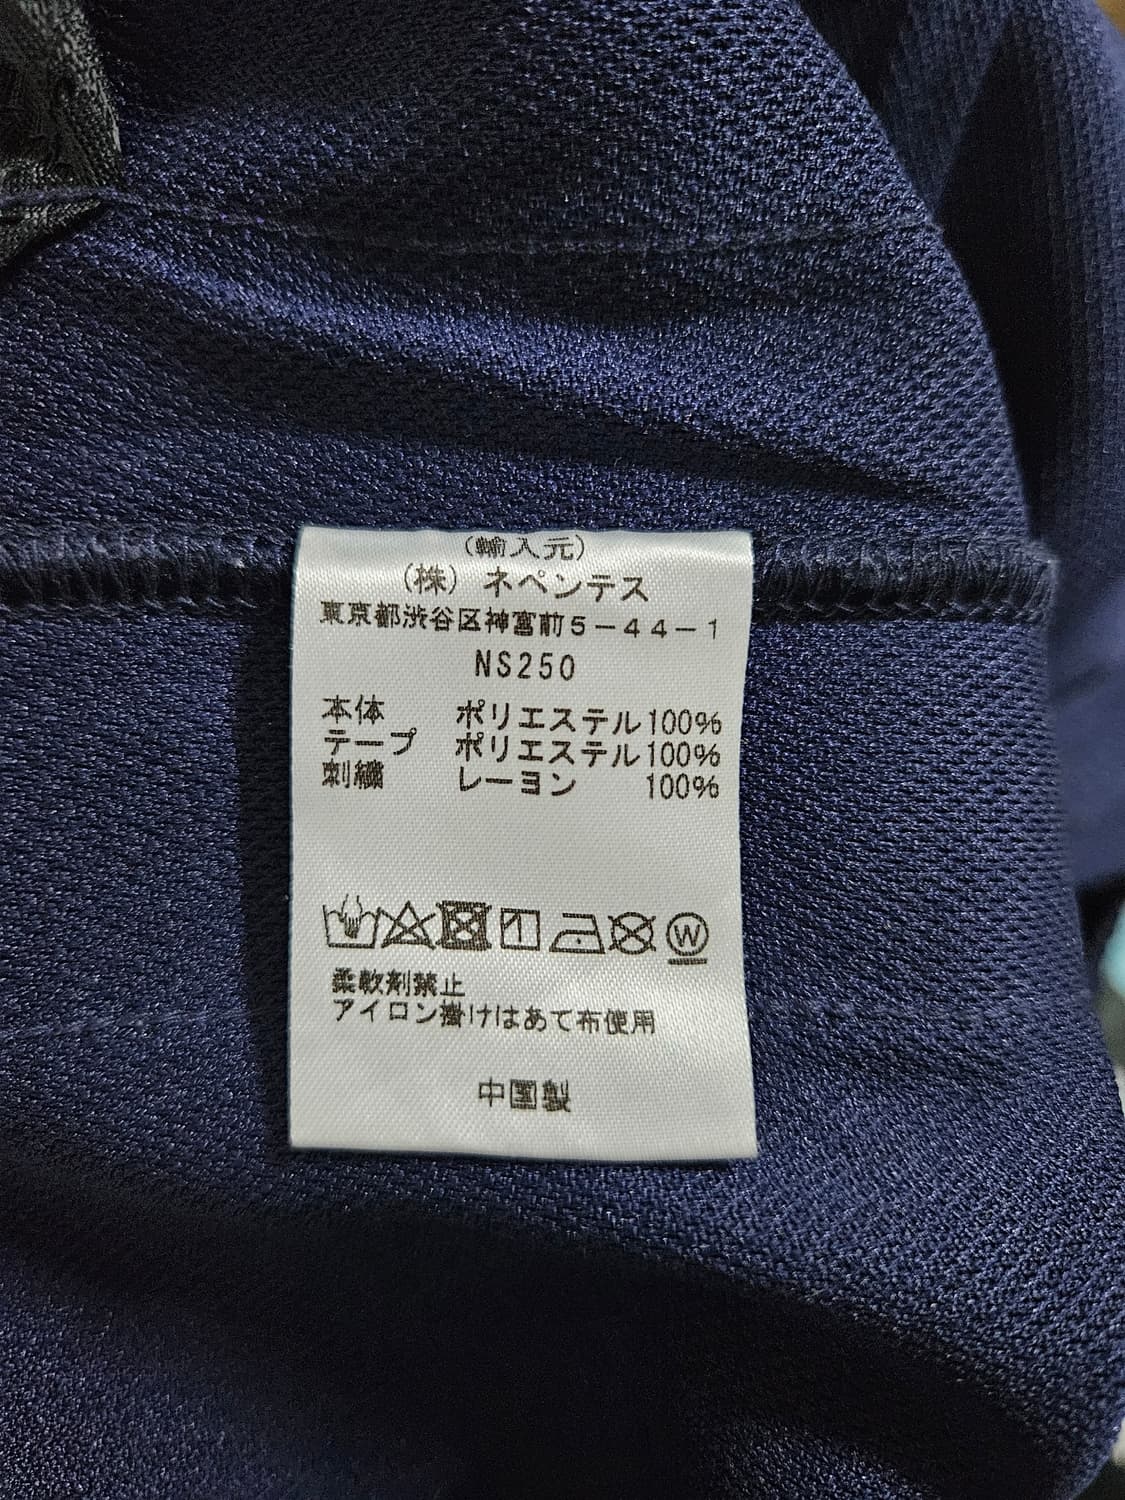 (輸入元)
(株) ネペンテス
東京都渋谷区神宮前5-44-1
NS250
本体 ポリエステル100%
テープ ポリエステル100%
刺繍 レーヨン 100%
W
柔軟剤禁止
アイロン掛けはあて布使用
中国製